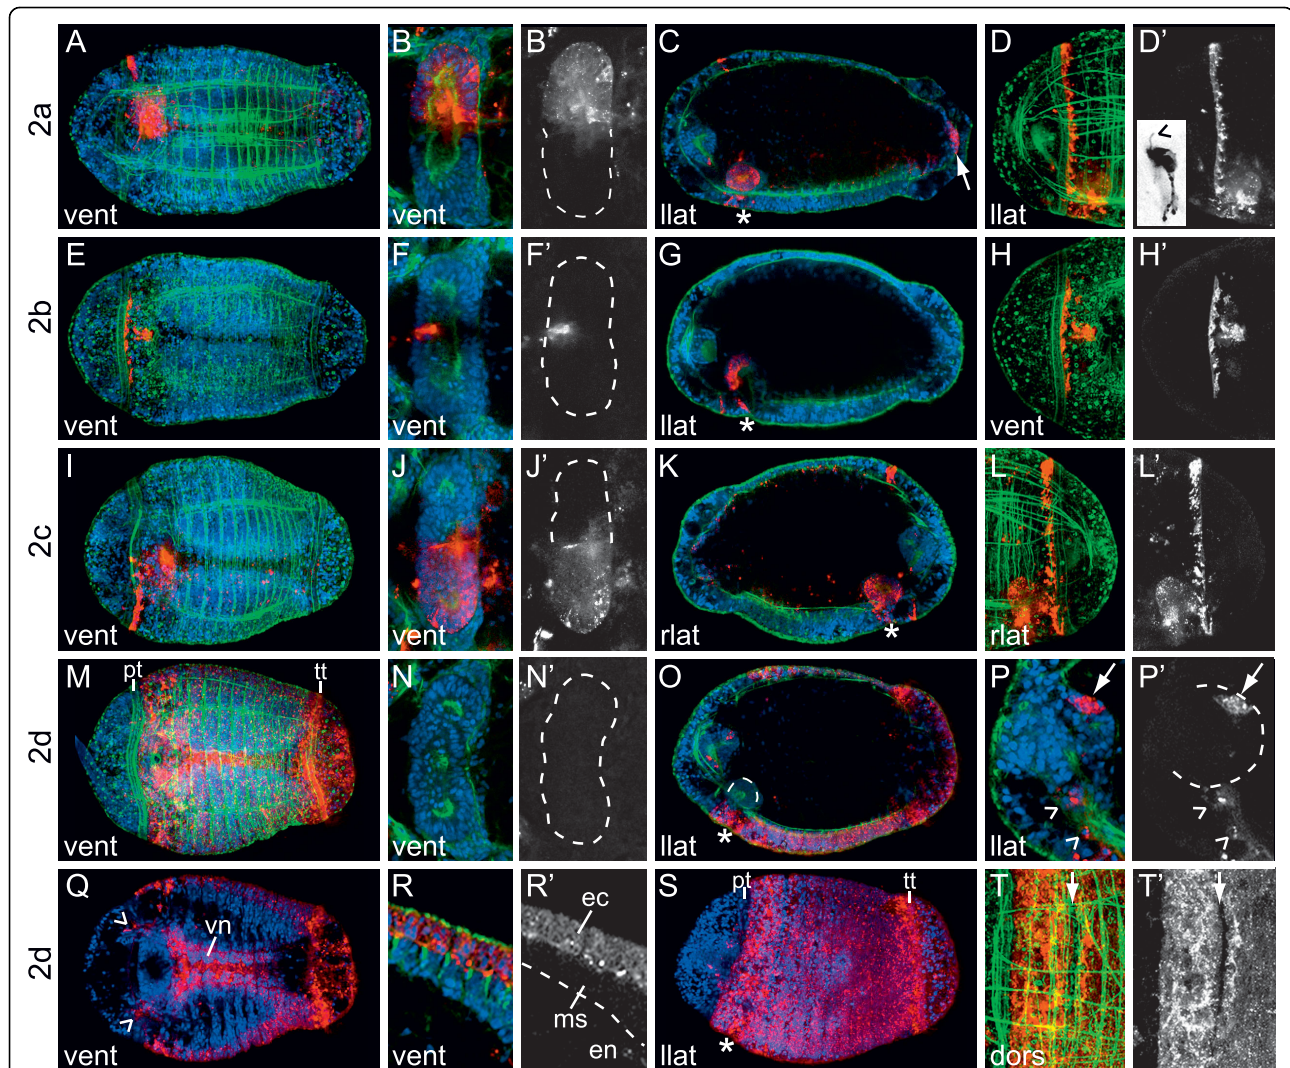 2a
A
vent
B
vent
B'
C
llat
*
D
llat
D'
2b
E
vent
F
vent
F'
G
llat
*
H
vent
H'
2c
I
vent
J
vent
J'
K
rlat
*
L
rlat
L'
2d
M
pt
tt
vent
N
vent
N'
O
llat
*
P
llat
P'
2d
Q
vn
vent
R
vent
R'
ec
ms
en
S
pt
tt
llat
*
T
dors
T'